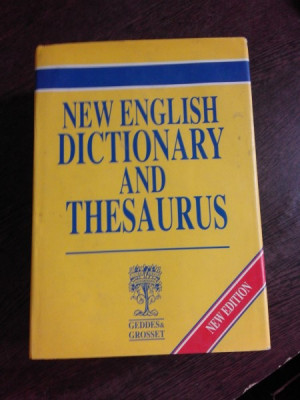 NEW ENGLISH
DICTIONARY
AND
THESAURUS
GEDDES&
GROSSET
NEW EDITION